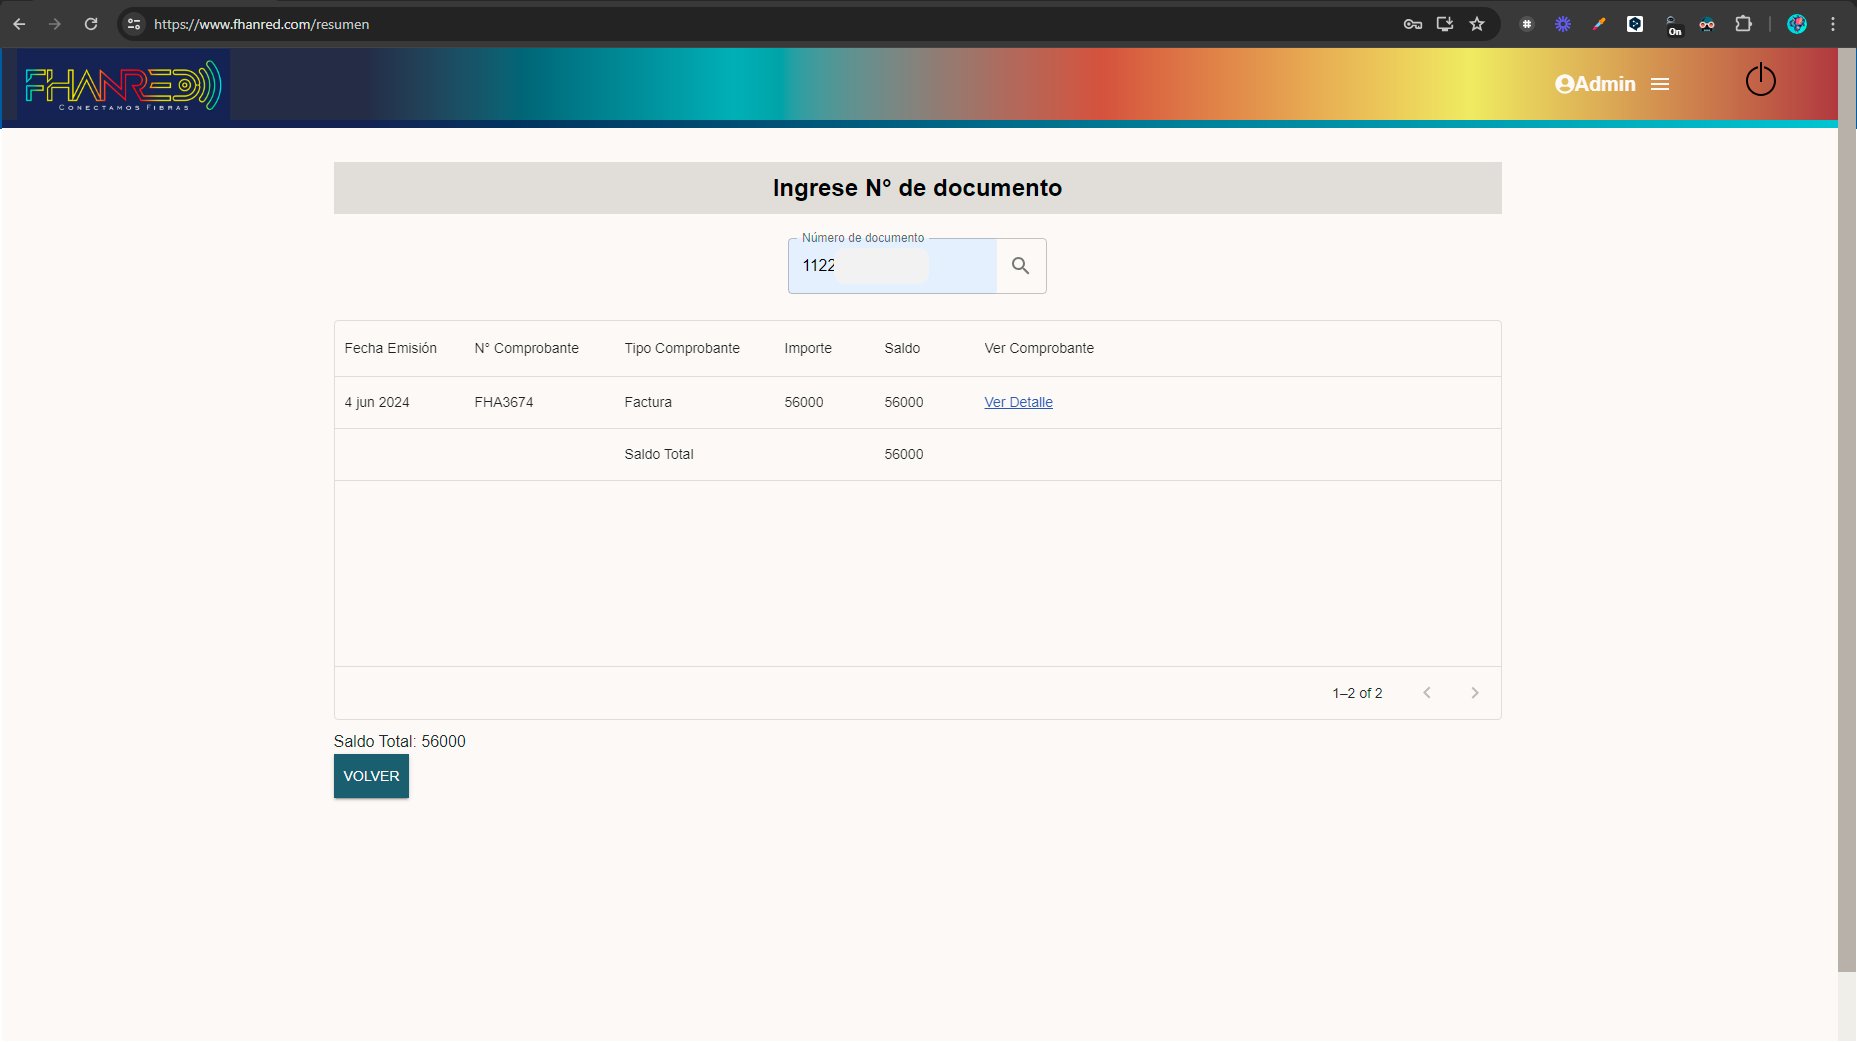 https://www.fhanred.com/resumen
On
FHANRED
Conectamos Fibras
Admin
Ingrese N° de documento
Número de documento
1122
Fecha Emisión N° Comprobante Tipo Comprobante Importe Saldo Ver Comprobante
4 jun 2024 FHA3674 Factura 56000 56000 Ver Detalle
Saldo Total 56000
1–2 of 2
Saldo Total: 56000
VOLVER